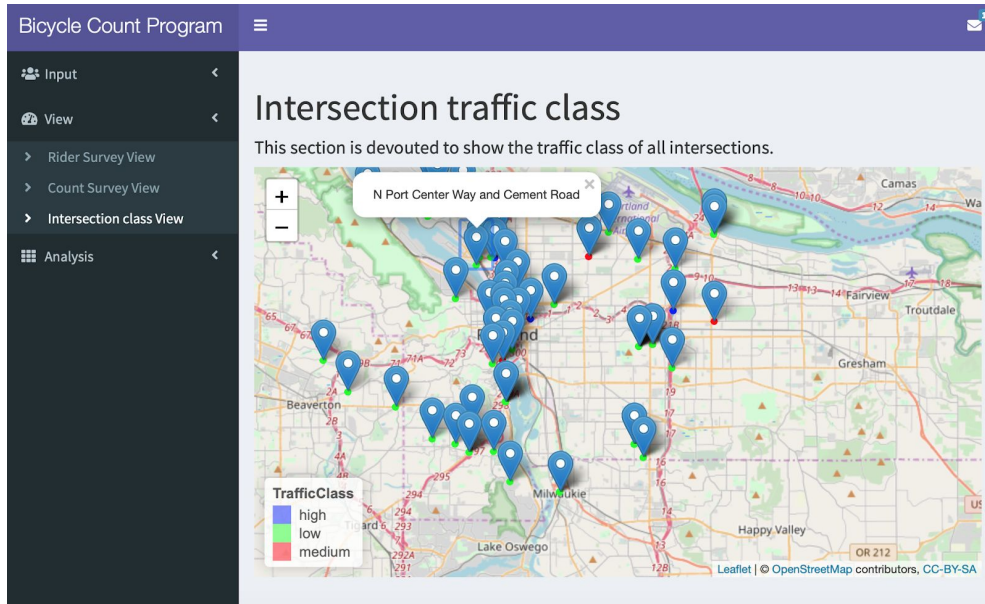 Bicycle Count Program
Input
View
Rider Survey View
Count Survey View
Intersection class View
Analysis
Intersection traffic class
This section is devouted to show the traffic class of all intersections.
+
−
N Port Center Way and Cement Road
×
Camas
Fairview
Troutdale
Gresham
Beaverton
Milwaukie
Happy Valley
Lake Oswego
OR 212
TrafficClass
high
low
medium
Leaflet | © OpenStreetMap contributors, CC-BY-SA